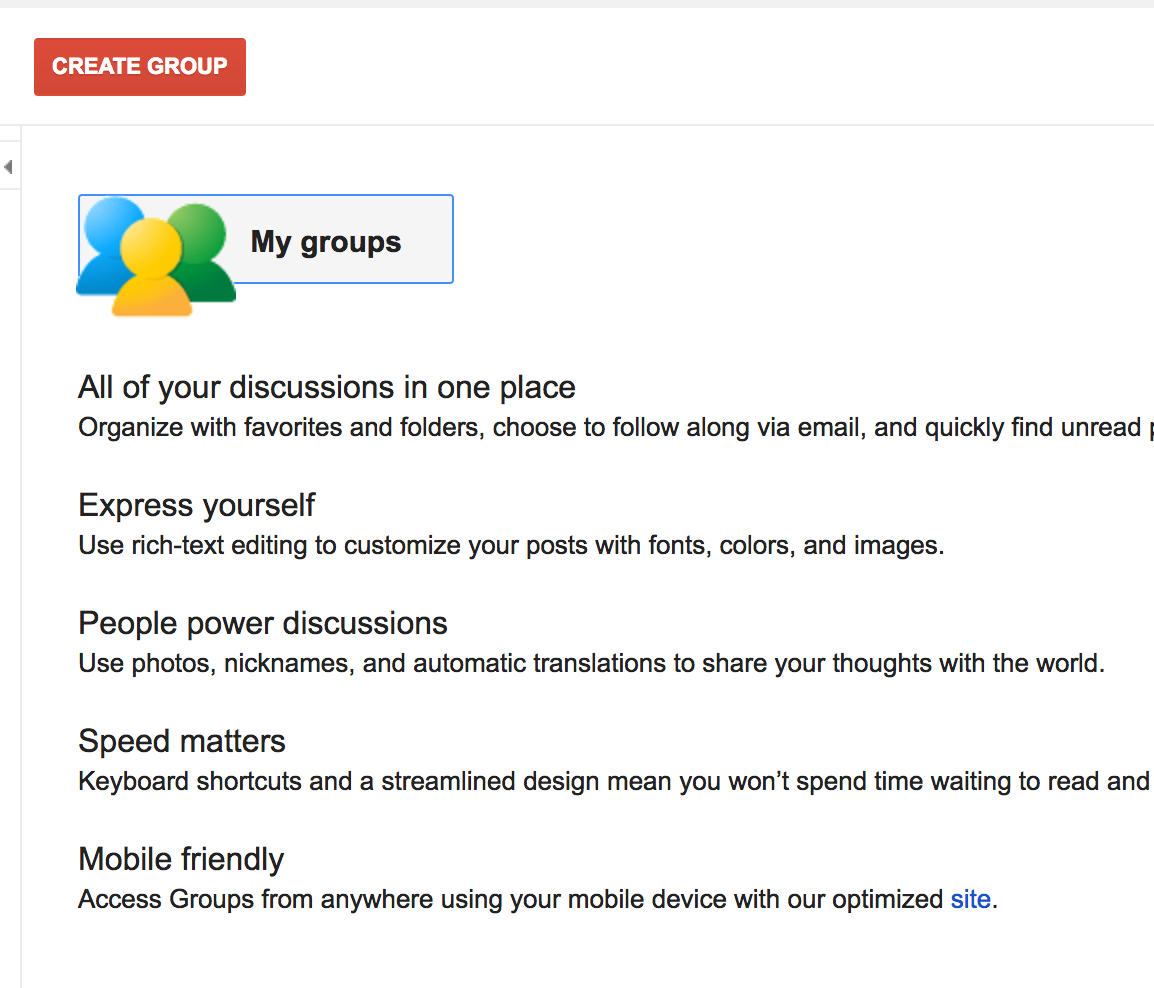 CREATE GROUP
My groups
All of your discussions in one place
Organize with favorites and folders, choose to follow along via email, and quickly find unread
Express yourself
Use rich-text editing to customize your posts with fonts, colors, and images.
People power discussions
Use photos, nicknames, and automatic translations to share your thoughts with the world.
Speed matters
Keyboard shortcuts and a streamlined design mean you won’t spend time waiting to read and
Mobile friendly
Access Groups from anywhere using your mobile device with our optimized site.